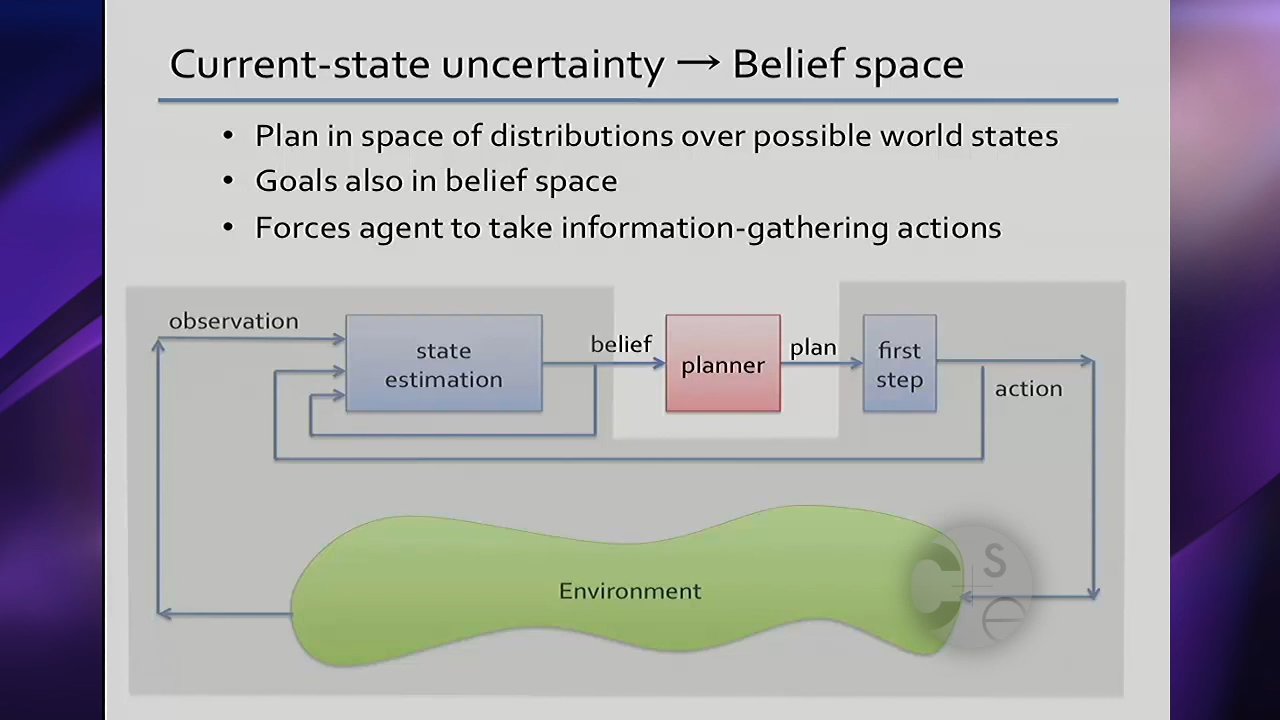 Current-state uncertainty → Belief space
• Plan in space of distributions over possible world states
• Goals also in belief space
• Forces agent to take information-gathering actions
observation
state
estimation
belief
planner
plan
first
step
action
Environment
C S e